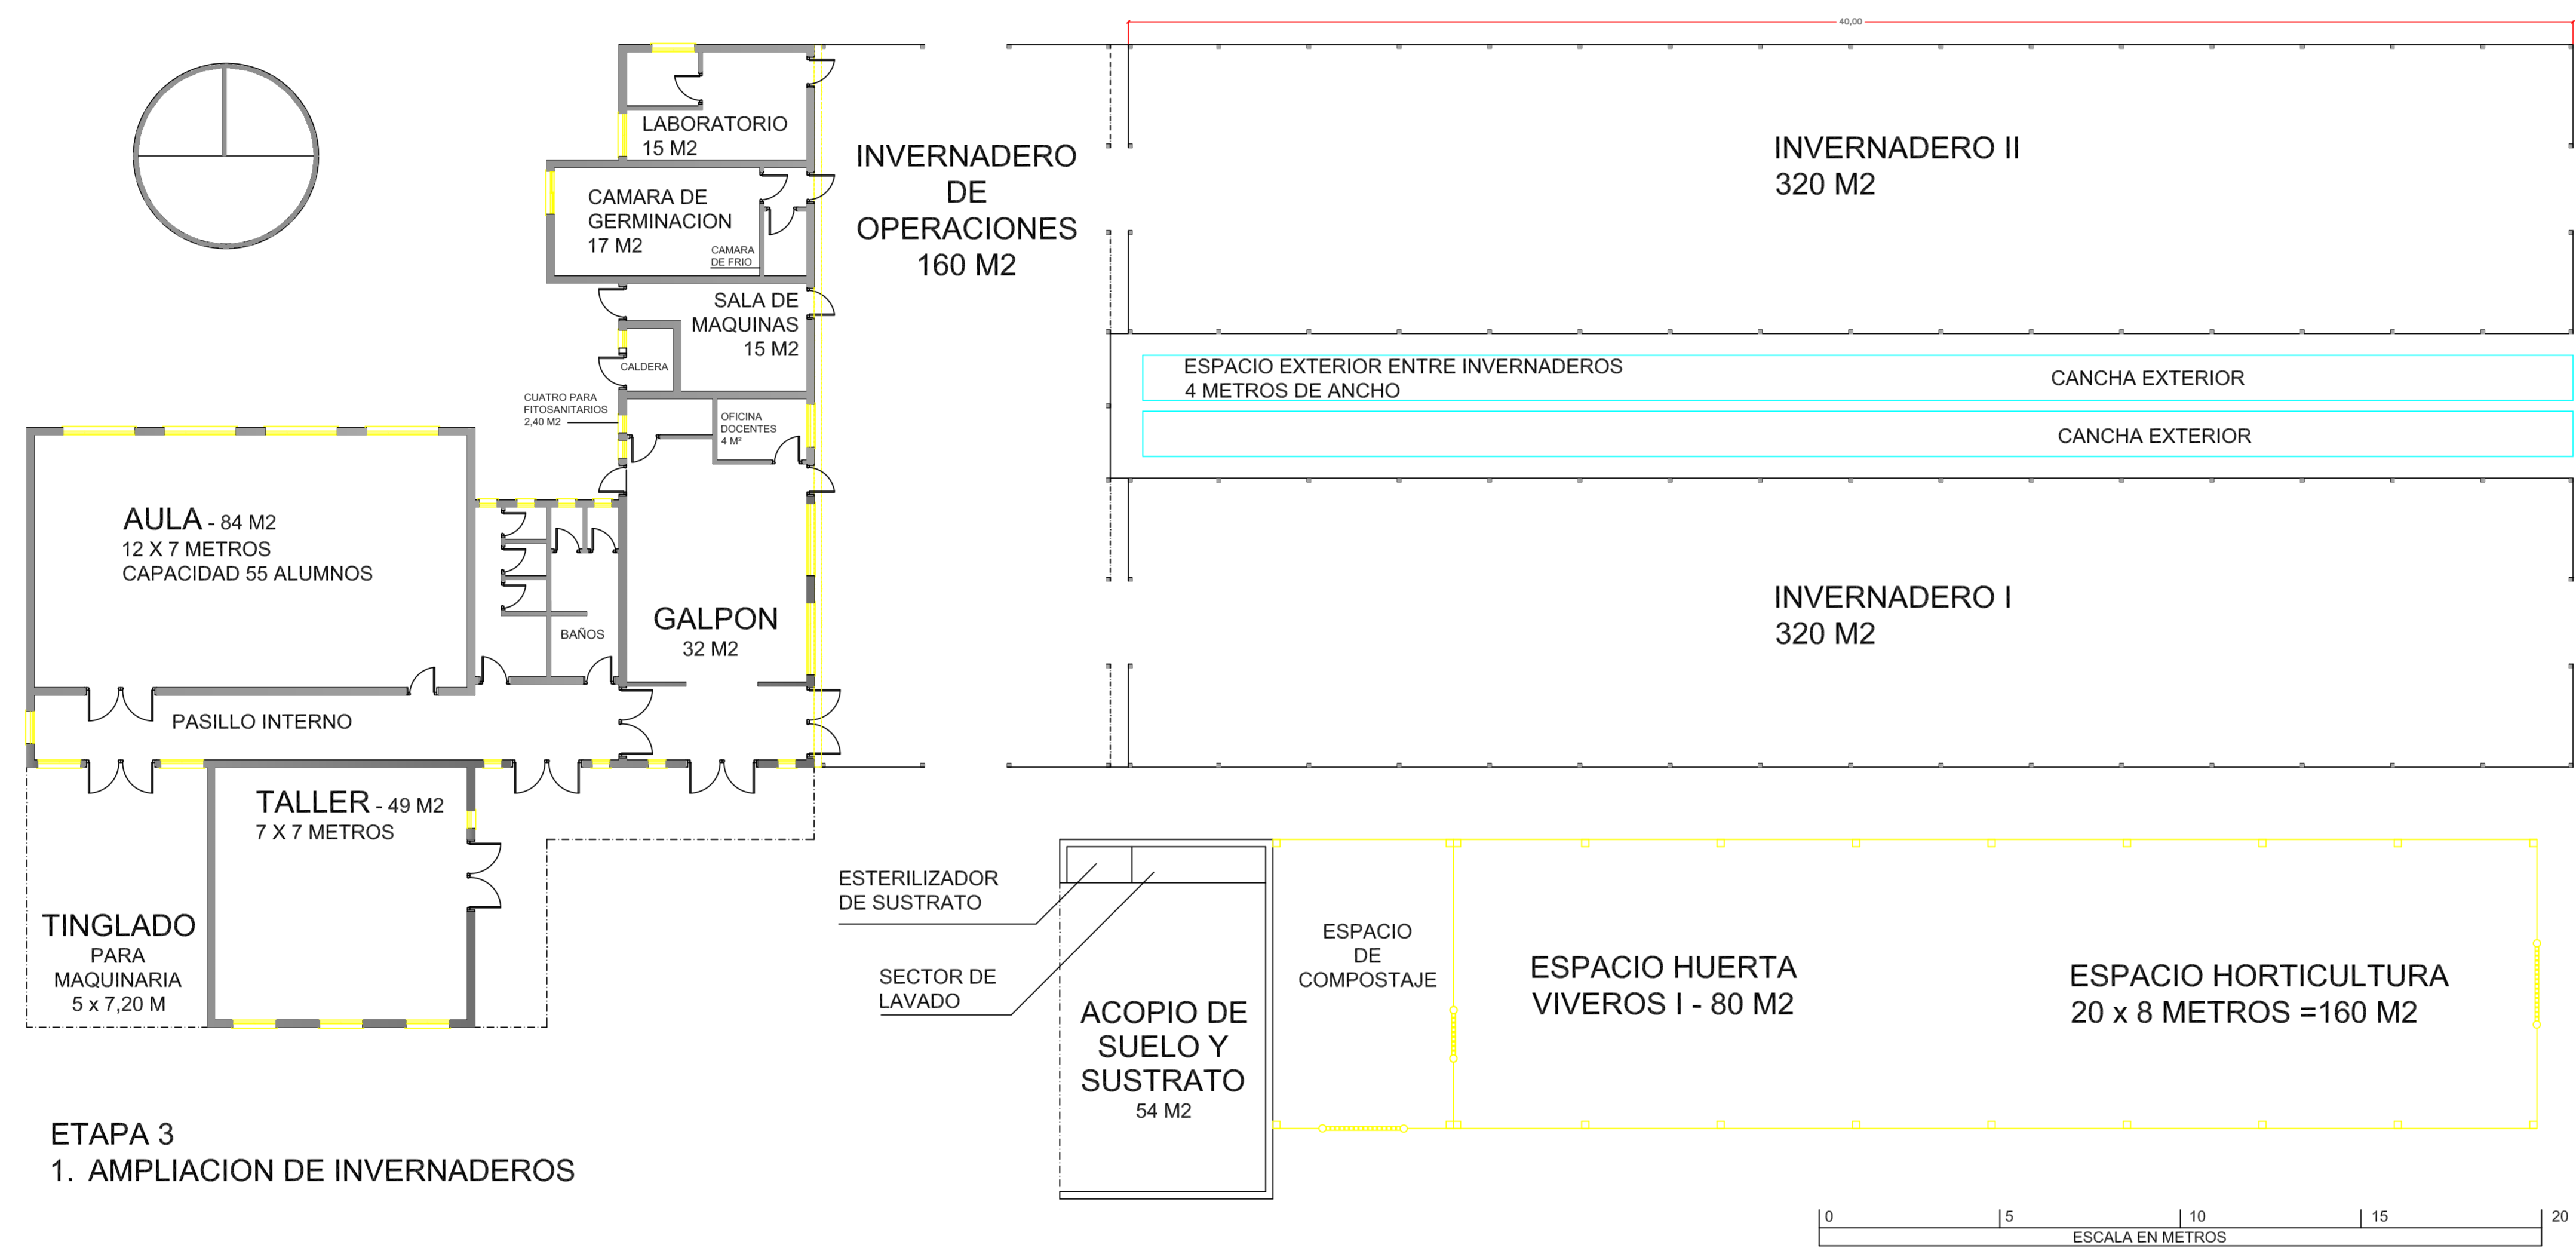 40,00
LABORATORIO
15 M2
CAMARA DE
GERMINACION
17 M2
CAMARA
DE FRIO
SALA DE
MAQUINAS
15 M2
CALDERA
CUATRO PARA
FITOSANITARIOS
2,40 M2
OFICINA
DOCENTES
4 M²
INVERNADERO
DE
OPERACIONES
160 M2
INVERNADERO II
320 M2
ESPACIO EXTERIOR ENTRE INVERNADEROS
4 METROS DE ANCHO
CANCHA EXTERIOR
CANCHA EXTERIOR
INVERNADERO I
320 M2
AULA - 84 M2
12 X 7 METROS
CAPACIDAD 55 ALUMNOS
BAÑOS
GALPON
32 M2
PASILLO INTERNO
TALLER - 49 M2
7 X 7 METROS
TINGLADO
PARA
MAQUINARIA
5 x 7,20 M
ESTERILIZADOR
DE SUSTRATO
SECTOR DE
LAVADO
ACOPIO DE
SUELO Y
SUSTRATO
54 M2
ESPACIO
DE
COMPOSTAJE
ESPACIO HUERTA
VIVEROS I - 80 M2
ESPACIO HORTICULTURA
20 x 8 METROS =160 M2
ETAPA 3
1. AMPLIACION DE INVERNADEROS
0 5 10 15 20
ESCALA EN METROS